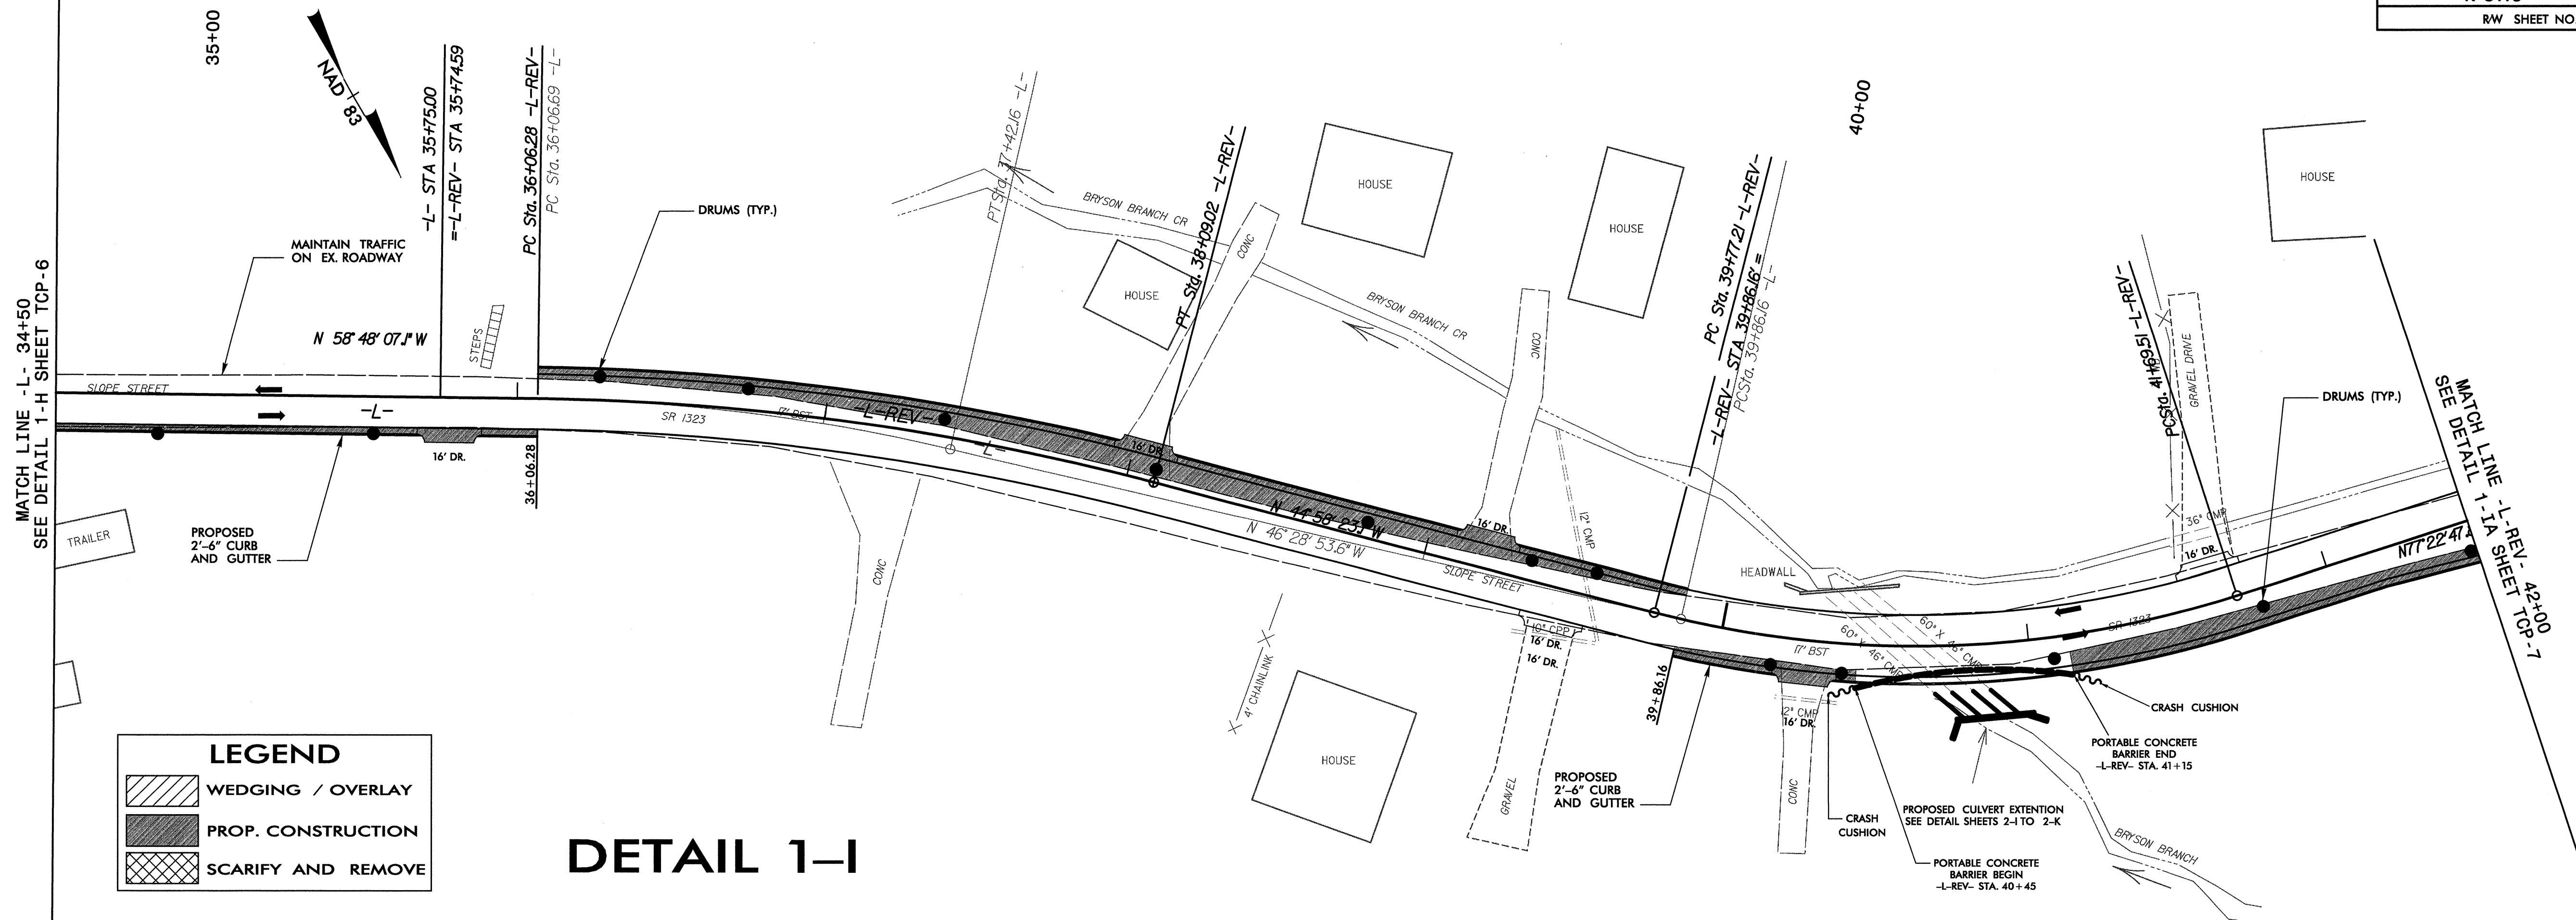 R/W SHEET NO.
35+00
NAD 83
-L- STA 35+75.00
=-L-REV- STA 35+74.59
PC Sta. 36+06.28 -L-REV-
PC Sta. 36+06.69 -L-
PT Sta. 37+42.16 -L-
PT Sta. 38+09.02 -L-REV-
PC Sta. 39+77.21 -L-REV-
-L-REV- STA 39+86.16' =
PCSta. 39+86.16 -L-
40+00
-L-REV-
MATCH LINE -L- 34+50
SEE DETAIL 1-H SHEET TCP-6
MAINTAIN TRAFFIC
ON EX. ROADWAY
DRUMS (TYP.)
N 58° 48' 07.1" W
STEPS
SLOPE STREET
-L-
SR 1323
17' BST
-L-REV-
-L-
16' DR.
36+06.28
PROPOSED
2'-6" CURB
AND GUTTER
TRAILER
CONC
BRYSON BRANCH CR
HOUSE
CONC
HOUSE
HOUSE
BRYSON BRANCH CR
CONC
16' DR.
N 44° 58' 23.1" W
N 46° 28' 53.6" W
16' DR.
12" CMP
SLOPE STREET
10" CPP
16' DR.
16' DR.
4' CHAINLINK
HOUSE
GRAVEL
39+86.16
PROPOSED
2'-6" CURB
AND GUTTER
HEADWALL
60" X 46" CMP
60" X 46" CMP
17' BST
12" CMP
16' DR.
CONC
CRASH
CUSHION
PORTABLE CONCRETE
BARRIER BEGIN
-L-REV- STA. 40+45
PROPOSED CULVERT EXTENTION
SEE DETAIL SHEETS 2-I TO 2-K
PORTABLE CONCRETE
BARRIER END
-L-REV- STA. 41+15
CRASH CUSHION
BRYSON BRANCH
SR 1323
GRAVEL DRIVE
36" CMP
16' DR.
HOUSE
DRUMS (TYP.)
MATCH LINE -L-REV- 42+00
SEE DETAIL 1-IA SHEET TCP-7
LEGEND
WEDGING / OVERLAY
PROP. CONSTRUCTION
SCARIFY AND REMOVE
DETAIL 1-I